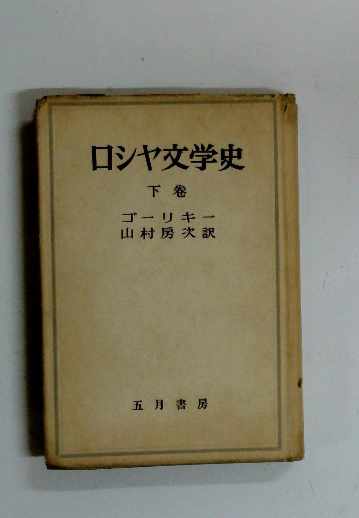 ロシヤ文学史
下巻
ゴーリキー
山村房次訳
五月書房